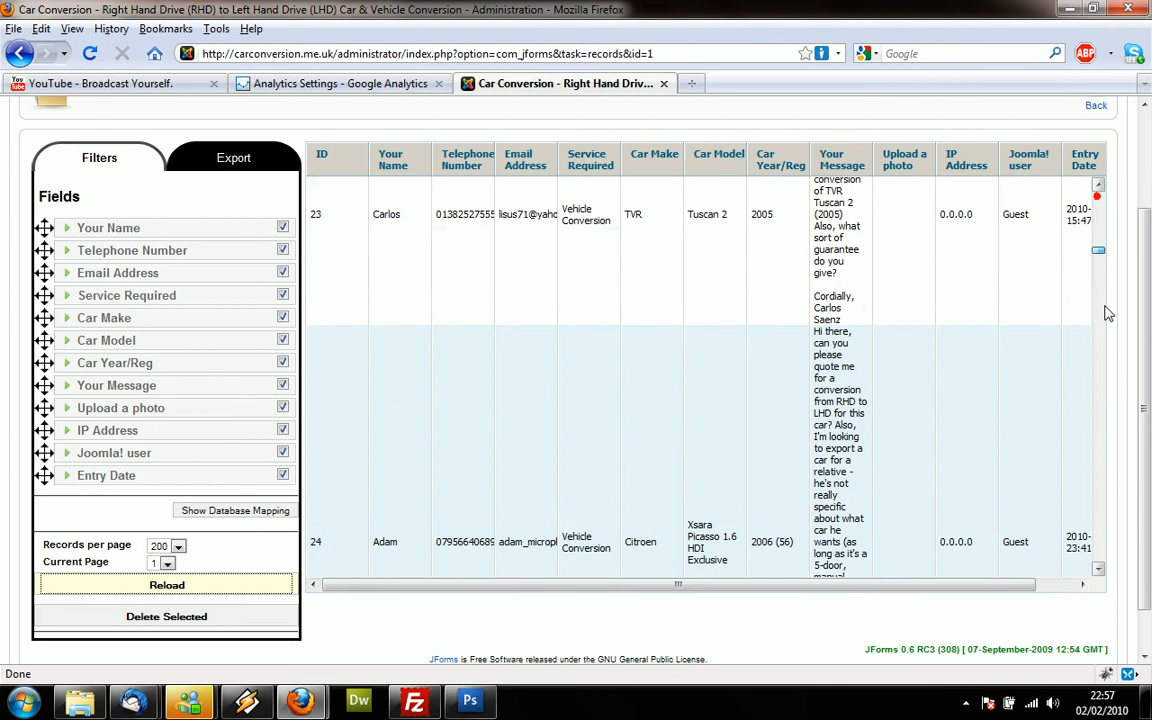 Car Conversion - Right Hand Drive (RHD) to Left Hand Drive (LHD) Car & Vehicle Conversion - Administration - Mozilla Firefox
File Edit View History Bookmarks Tools Help
http://carconversion.me.uk/administrator/index.php?option=com_jforms&task=records&id=1
Google
ABP
You Tube
YouTube - Broadcast Yourself.
Analytics Settings - Google Analytics
Car Conversion - Right Hand Driv...
Back
Filters
Export
Fields
Your Name
Telephone Number
Email Address
Service Required
Car Make
Car Model
Car Year/Reg
Your Message
Upload a photo
IP Address
Joomla! user
Entry Date
Show Database Mapping
Records per page 200
Current Page 1
Reload
Delete Selected
ID
Your Name
Telephone Number
Email Address
Service Required
Car Make
Car Model
Car Year/Reg
Your Message
Upload a photo
IP Address
Joomla! user
Entry Date
23
Carlos
01382527555
lisus71@yaho
Vehicle
Conversion
TVR
Tuscan 2
2005
conversion
of TVR
Tuscan 2
(2005)
Also, what
sort of
guarantee
do you
give?
Cordially,
Carlos
Saenz
0.0.0.0
Guest
2010-
15:47
24
Adam
07956640689
adam_micropl
Vehicle
Conversion
Citroen
Xsara
Picasso 1.6
HDI
Exclusive
2006 (56)
Hi there,
can you
please
quote me
for a
conversion
from RHD to
LHD for this
car? Also,
I'm looking
to export a
car for a
relative -
he's not
really
specific
about what
car he
wants (as
long as it's a
5-door,
manual
0.0.0.0
Guest
2010-
23:41
JForms 0.6 RC3 (308) [ 07-September-2009 12:54 GMT ]
JForms is Free Software released under the GNU General Public License.
Done
Dw
Fz
Ps
22:57
02/02/2010